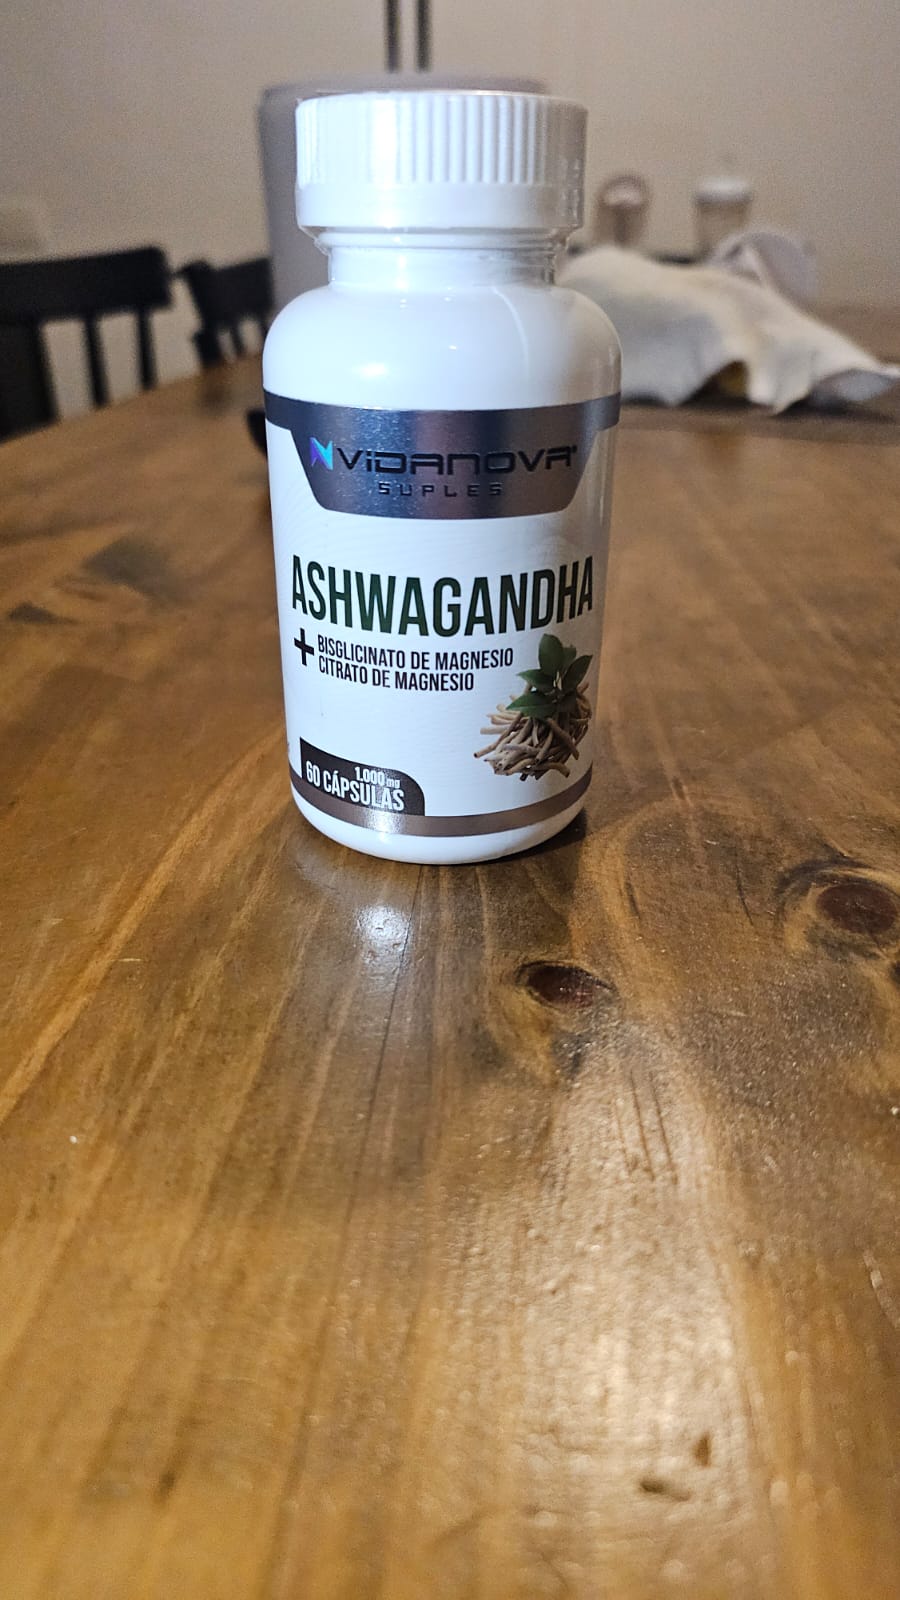 VIDANOVA®
SUPLES
ASHWAGANDHA
+ BISGLICINATO DE MAGNESIO
CITRATO DE MAGNESIO
1.000 mg
60 CÁPSULAS